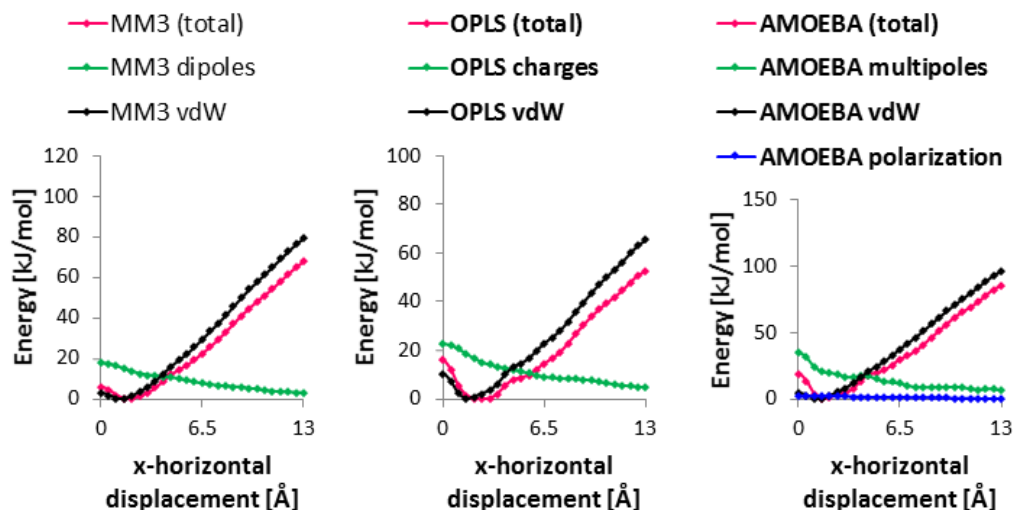 MM3 (total)
MM3 dipoles
MM3 vdW
120
100
80
60
40
20
0
Energy [kJ/mol]
0 6.5 13
x-horizontal
displacement [Å]
OPLS (total)
OPLS charges
OPLS vdW
100
80
60
40
20
0
Energy [kJ/mol]
0 6.5 13
x-horizontal
displacement [Å]
AMOEBA (total)
AMOEBA multipoles
AMOEBA vdW
AMOEBA polarization
150
100
50
0
Energy [kJ/mol]
0 6.5 13
x-horizontal
displacement [Å]